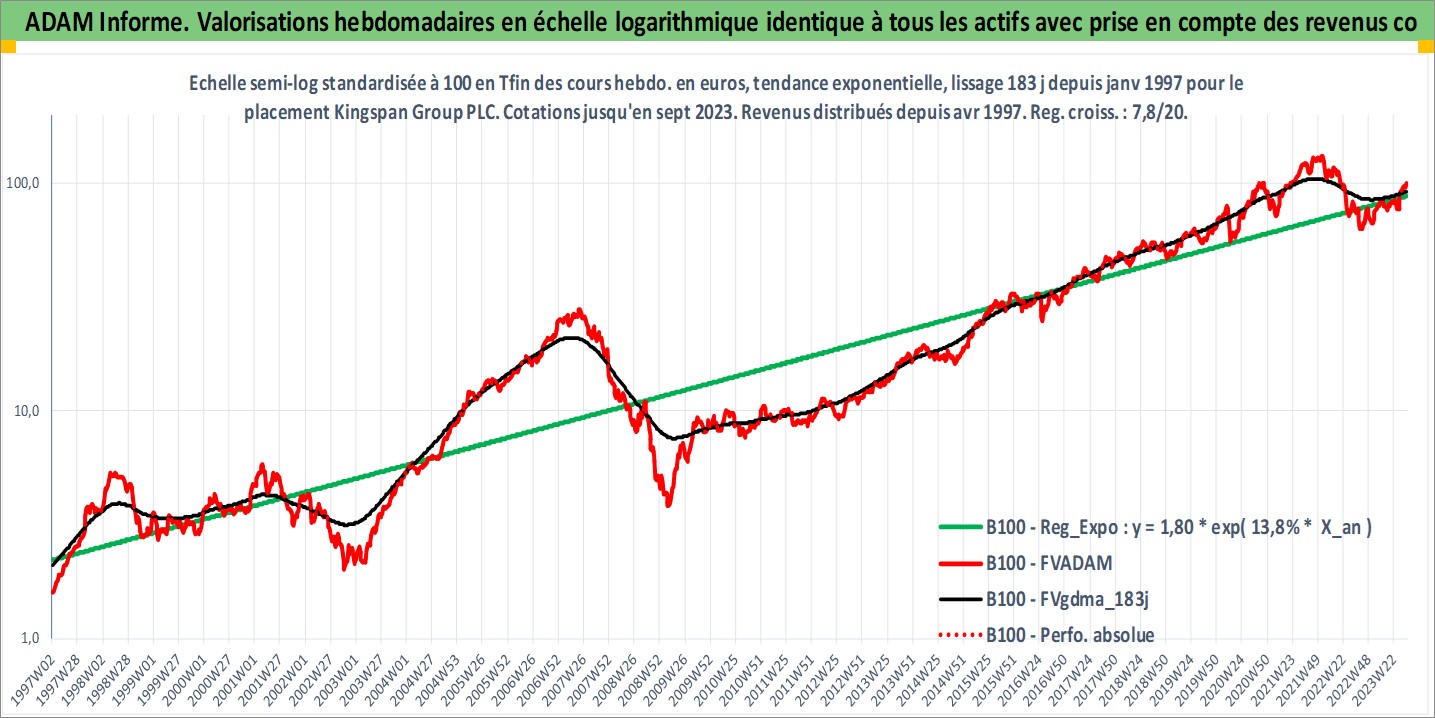 ADAM Informe. Valorisations hebdomadaires en échelle logarithmique identique à tous les actifs avec prise en compte des revenus co
Echelle semi-log standardisée à 100 en Tfin des cours hebdo. en euros, tendance exponentielle, lissage 183 j depuis janv 1997 pour le
placement Kingspan Group PLC. Cotations jusqu'en sept 2023. Revenus distribués depuis avr 1997. Reg. croiss. : 7,8/20.
100,0
10,0
1,0
B100 - Reg_Expo : y = 1,80 * exp( 13,8% * X_an )
B100 - FVADAM
B100 - FVgdma_183j
B100 - Perfo. absolue
1997W02
1997W28
1998W02
1998W28
1999W01
1999W27
2000W01
2000W27
2001W01
2001W27
2002W01
2002W27
2003W01
2003W27
2004W01
2004W27
2004W53
2005W26
2005W52
2006W26
2006W52
2007W26
2007W52
2008W26
2008W52
2009W26
2009W52
2010W25
2010W51
2011W25
2011W51
2012W25
2012W51
2013W25
2013W51
2014W25
2014W51
2015W25
2015W51
2016W24
2016W50
2017W24
2017W50
2018W24
2018W50
2019W24
2019W50
2020W24
2020W50
2021W23
2021W49
2022W22
2022W48
2023W22